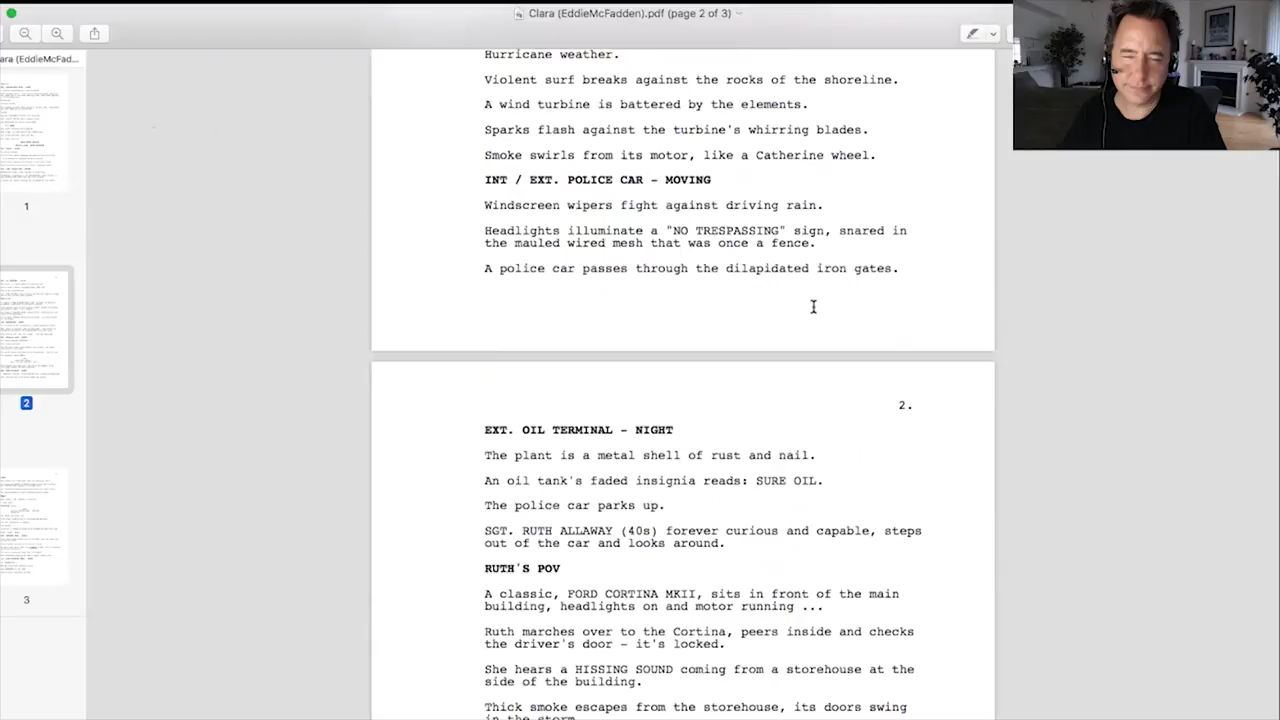 Clara (EddieMcFadden).pdf (page 2 of 3)
ara (EddieMcFad...
1
2
3
Hurricane weather.
Violent surf breaks against the rocks of the shoreline.
wind turbine is battered by the elements.
Sparks flash against the turbine's whirring blades.
Smoke swirls from its motor, like a Catherine wheel.
INT / EXT. POLICE CAR - MOVING
Windscreen wipers fight against driving rain.
Headlights illuminate a "NO TRESPASSING" sign, snared in
the mauled wired mesh that was once a fence.
A police car passes through the dilapidated iron gates.
2.
EXT. OIL TERMINAL - NIGHT
The plant is a metal shell of rust and nail.
An oil tank's faded insignia reads: SURE OIL.
The police car parks up.
RUTH ALLAWAY (40s) forever curious and capable, steps
out of the car and looks around.
RUTH'S POV
A classic, FORD CORTINA MKII, sits in front of the main
building, headlights on and motor running ...
Ruth marches over to the Cortina, peers inside and checks
the driver's door - it's locked.
She hears a HISSING SOUND coming from a storehouse at the
side of the building.
Thick smoke escapes from the storehouse, its doors swing
in the storm.